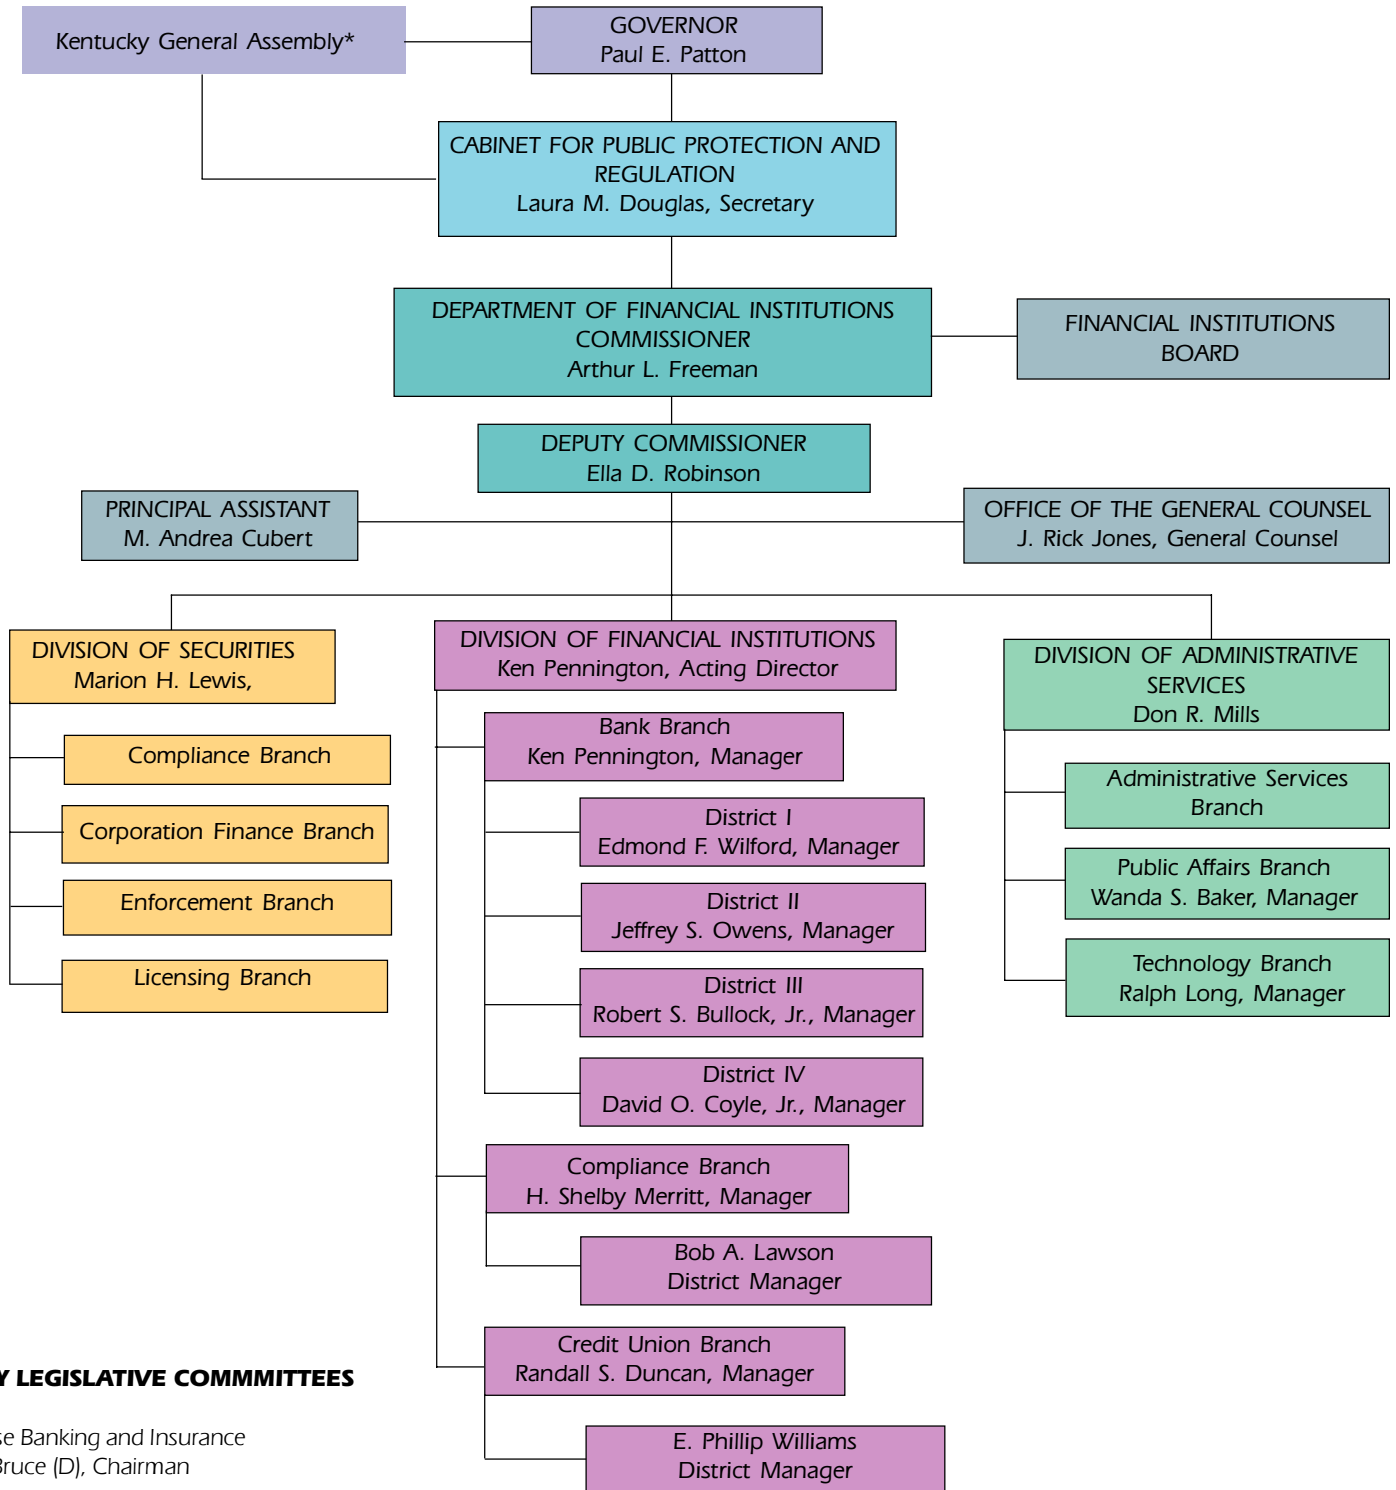 Kentucky General Assembly*
GOVERNOR
Paul E. Patton
CABINET FOR PUBLIC PROTECTION AND
REGULATION
Laura M. Douglas, Secretary
DEPARTMENT OF FINANCIAL INSTITUTIONS
COMMISSIONER
Arthur L. Freeman
FINANCIAL INSTITUTIONS
BOARD
DEPUTY COMMISSIONER
Ella D. Robinson
PRINCIPAL ASSISTANT
M. Andrea Cubert
OFFICE OF THE GENERAL COUNSEL
J. Rick Jones, General Counsel
DIVISION OF SECURITIES
Marion H. Lewis,
Compliance Branch
Corporation Finance Branch
Enforcement Branch
Licensing Branch
DIVISION OF FINANCIAL INSTITUTIONS
Ken Pennington, Acting Director
Bank Branch
Ken Pennington, Manager
District I
Edmond F. Wilford, Manager
District II
Jeffrey S. Owens, Manager
District III
Robert S. Bullock, Jr., Manager
District IV
David O. Coyle, Jr., Manager
Compliance Branch
H. Shelby Merritt, Manager
Bob A. Lawson
District Manager
Credit Union Branch
Randall S. Duncan, Manager
E. Phillip Williams
District Manager
DIVISION OF ADMINISTRATIVE
SERVICES
Don R. Mills
Administrative Services
Branch
Public Affairs Branch
Wanda S. Baker, Manager
Technology Branch
Ralph Long, Manager
Y LEGISLATIVE COMMMITTEES
se Banking and Insurance
Bruce (D), Chairman